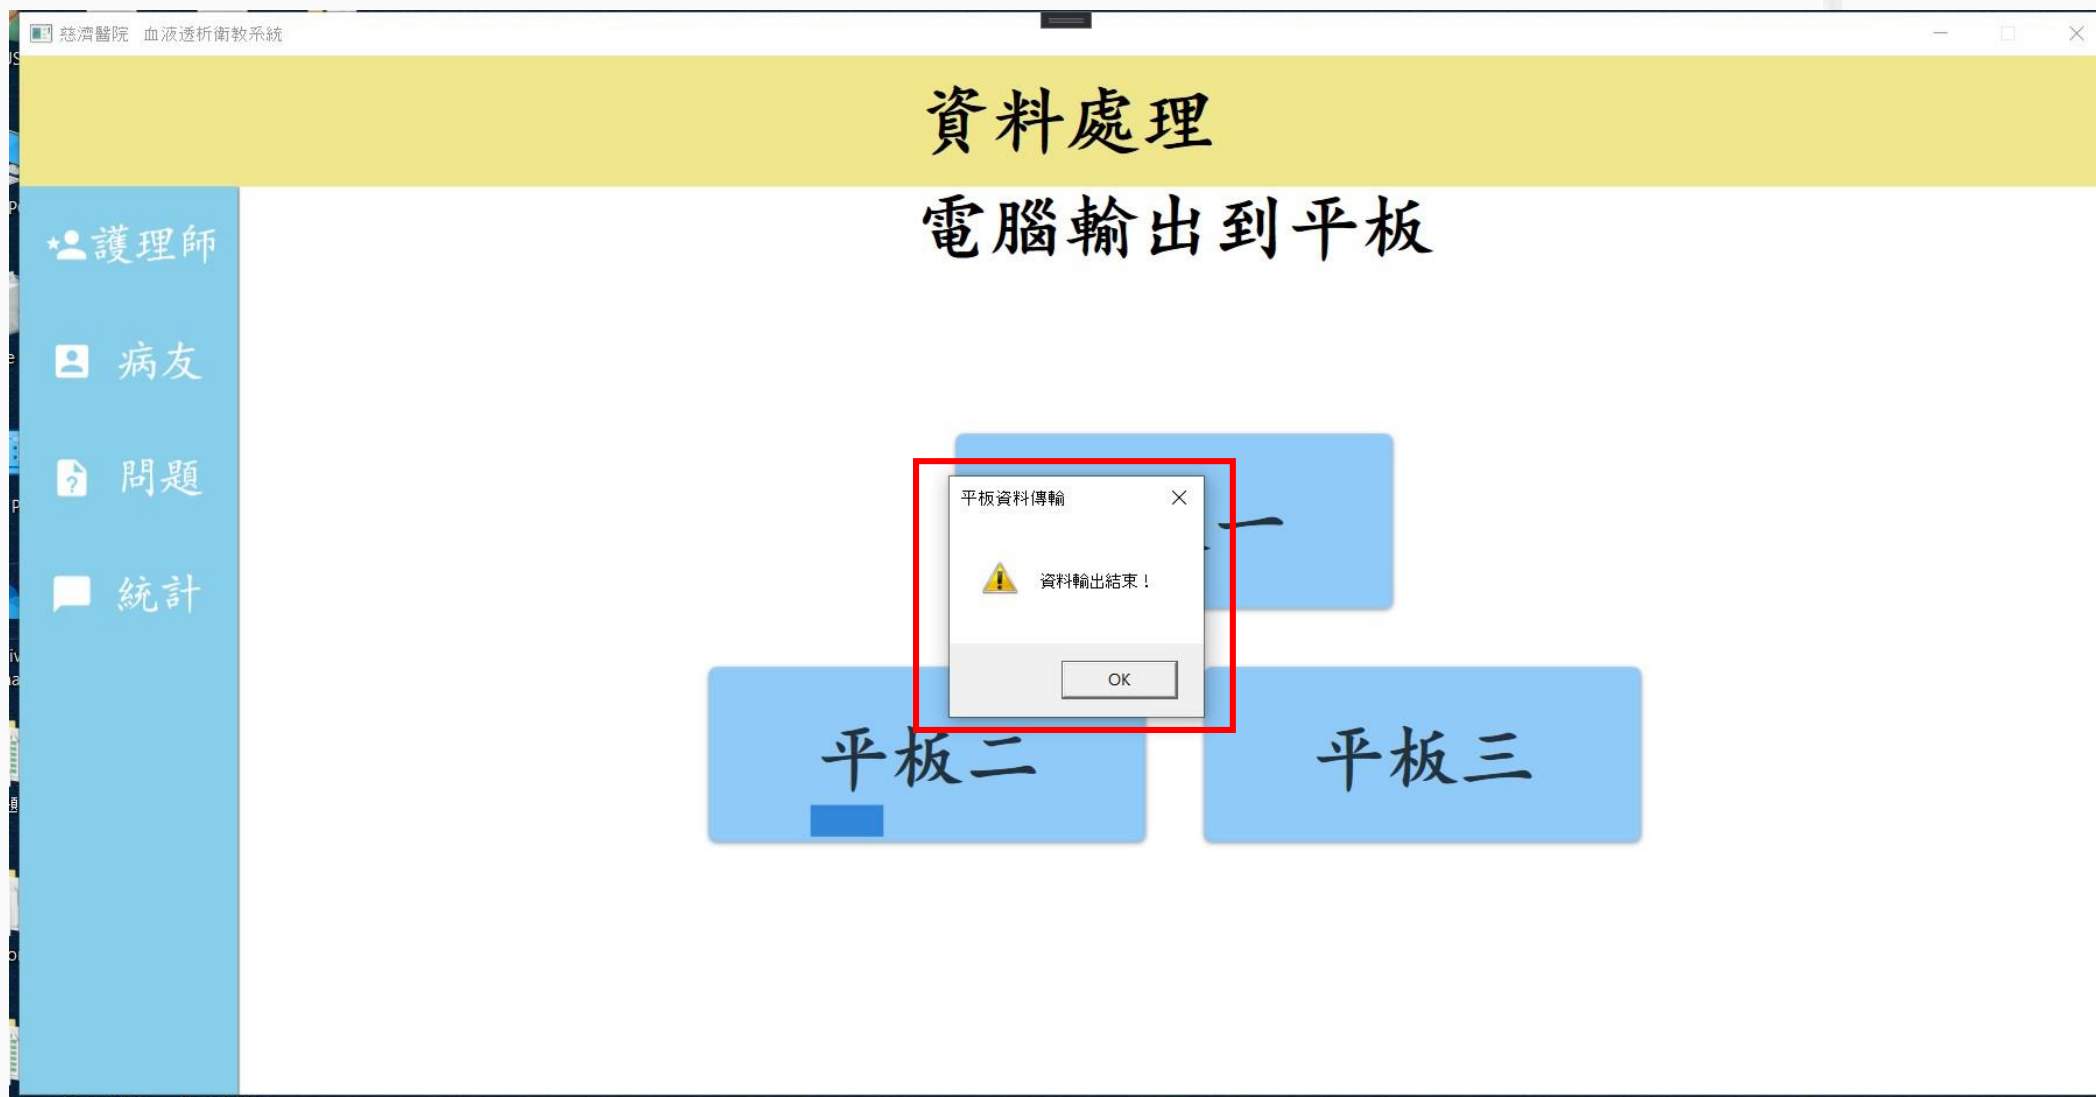 慈濟醫院 血液透析衛教系統
資料處理
護理師
病友
問題
統計
電腦輸出到平板
一
平板資料傳輸
資料輸出結束！
OK
平板二
平板三